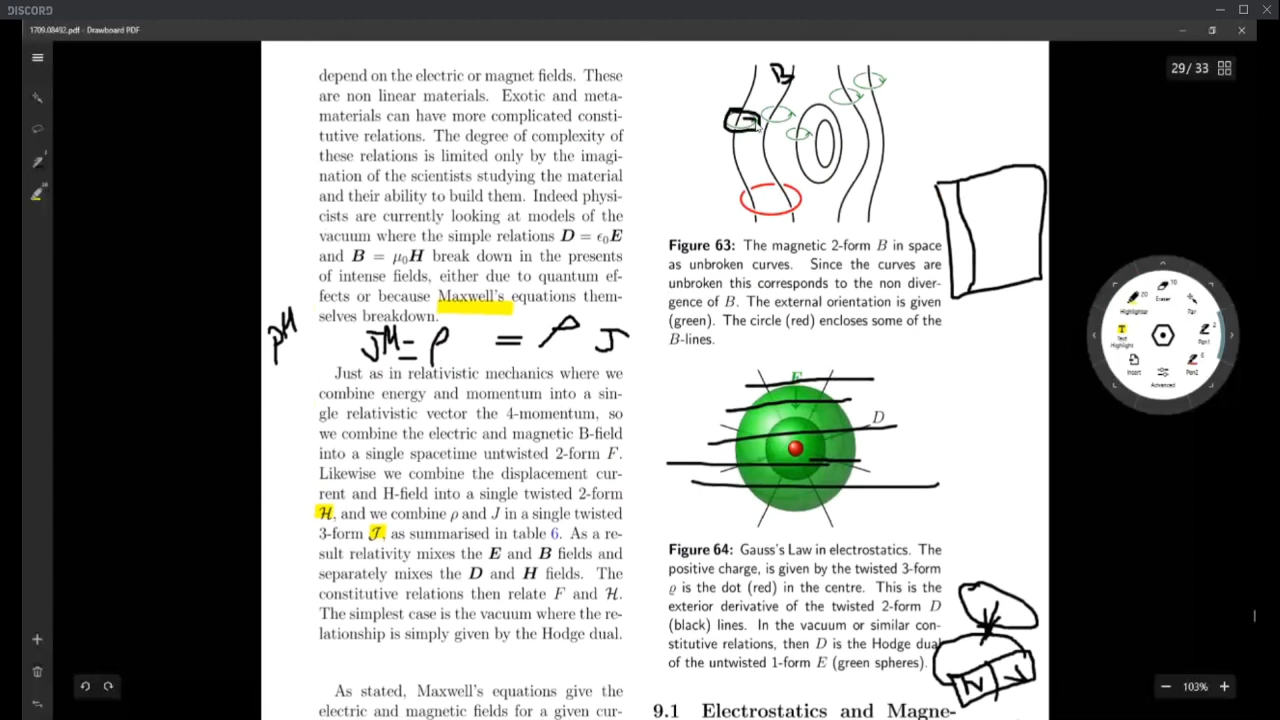 DISCORD
1709.08492.pdf - Drawboard PDF
29 / 33
depend on the electric or magnet fields. These
are non linear materials. Exotic and meta-
materials can have more complicated consti-
tutive relations. The degree of complexity of
these relations is limited only by the imagi-
nation of the scientists studying the material
and their ability to build them. Indeed physi-
cists are currently looking at models of the
vacuum where the simple relations D = ϵ₀E
and B = μ₀H break down in the presents
of intense fields, either due to quantum ef-
fects or because Maxwell's equations them-
selves breakdown.
ρM
JM = ρ = ρ J
Just as in relativistic mechanics where we
combine energy and momentum into a sin-
gle relativistic vector the 4-momentum, so
we combine the electric and magnetic B-field
into a single spacetime untwisted 2-form F.
Likewise we combine the displacement cur-
rent and H-field into a single twisted 2-form
ℋ, and we combine ρ and J in a single twisted
3-form 𝒥, as summarised in table 6. As a re-
sult relativity mixes the E and B fields and
separately mixes the D and H fields. The
constitutive relations then relate F and ℋ.
The simplest case is the vacuum where the re-
lationship is simply given by the Hodge dual.
As stated, Maxwell's equations give the
electric and magnetic fields for a given cur-
B
Figure 63: The magnetic 2-form B in space
as unbroken curves. Since the curves are
unbroken this corresponds to the non diver-
gence of B. The external orientation is given
(green). The circle (red) encloses some of the
B-lines.
E
D
Figure 64: Gauss's Law in electrostatics. The
positive charge, is given by the twisted 3-form
ϱ is the dot (red) in the centre. This is the
exterior derivative of the twisted 2-form D
(black) lines. In the vacuum or similar con-
stitutive relations, then D is the Hodge dual
of the untwisted 1-form E (green spheres).
9.1 Electrostatics and Magne-
Highlighter
Eraser
Pan
Text
Highlight
Pen1
Insert
Pen2
Advanced
103%